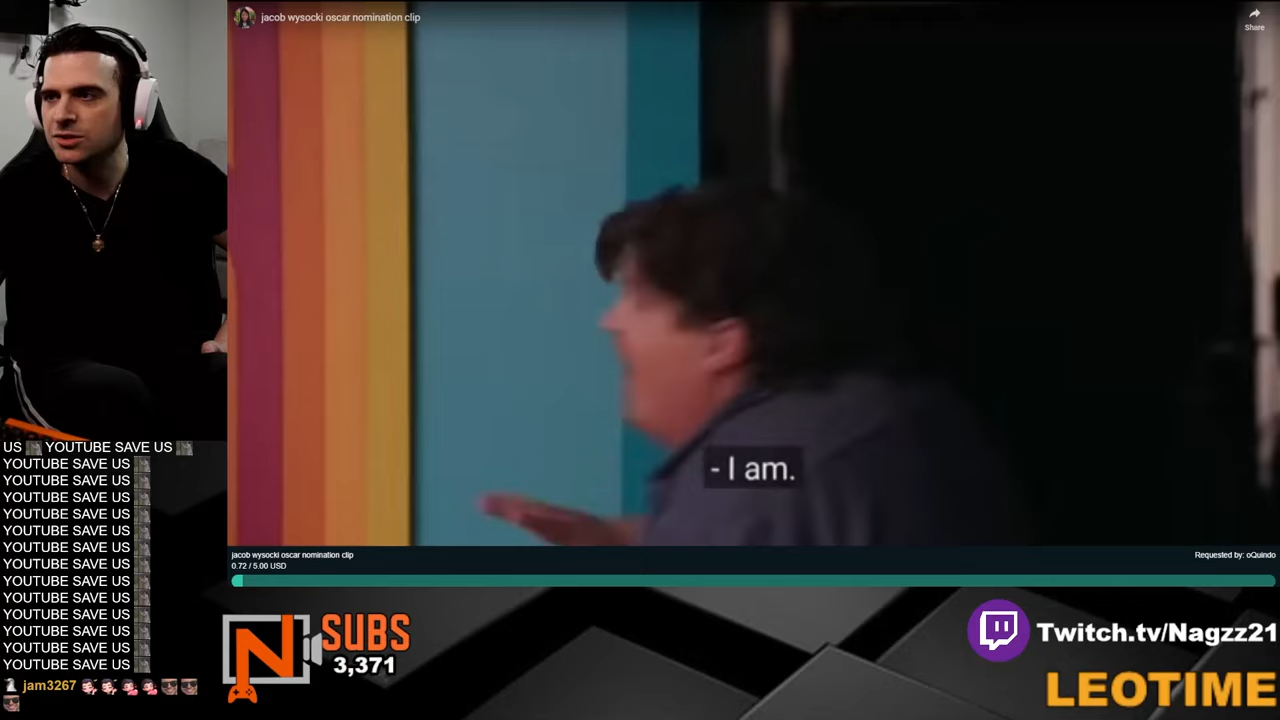 jacob wysocki oscar nomination clip
Share
- I am.
US YOUTUBE SAVE US
YOUTUBE SAVE US
YOUTUBE SAVE US
YOUTUBE SAVE US
YOUTUBE SAVE US
YOUTUBE SAVE US
YOUTUBE SAVE US
YOUTUBE SAVE US
YOUTUBE SAVE US
YOUTUBE SAVE US
YOUTUBE SAVE US
YOUTUBE SAVE US
YOUTUBE SAVE US
YOUTUBE SAVE US
jam3267
jacob wysocki oscar nomination clip
Requested by: oQuindo
0.72 / 5.00 USD
N SUBS
3,371
Twitch.tv/Nagzz21
LEOTIME